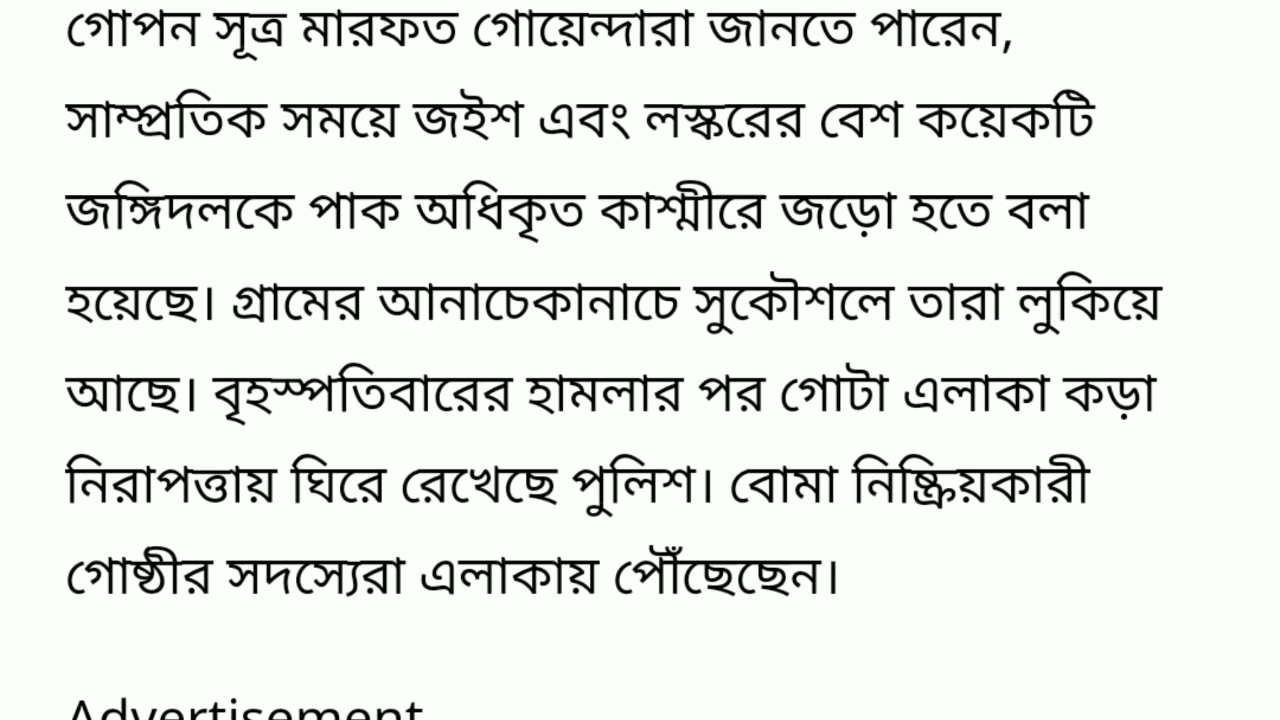 গোপন সূত্র মারফত গোয়েন্দারা জানতে পারেন,
সাম্প্রতিক সময়ে জইশ এবং লস্করের বেশ কয়েকটি
জঙ্গিদলকে পাক অধিকৃত কাশ্মীরে জড়ো হতে বলা
হয়েছে। গ্রামের আনাচেকানাচে সুকৌশলে তারা লুকিয়ে
আছে। বৃহস্পতিবারের হামলার পর গোটা এলাকা কড়া
নিরাপত্তায় ঘিরে রেখেছে পুলিশ। বোমা নিষ্ক্রিয়কারী
গোষ্ঠীর সদস্যেরা এলাকায় পৌঁছেছেন।
Advertisement